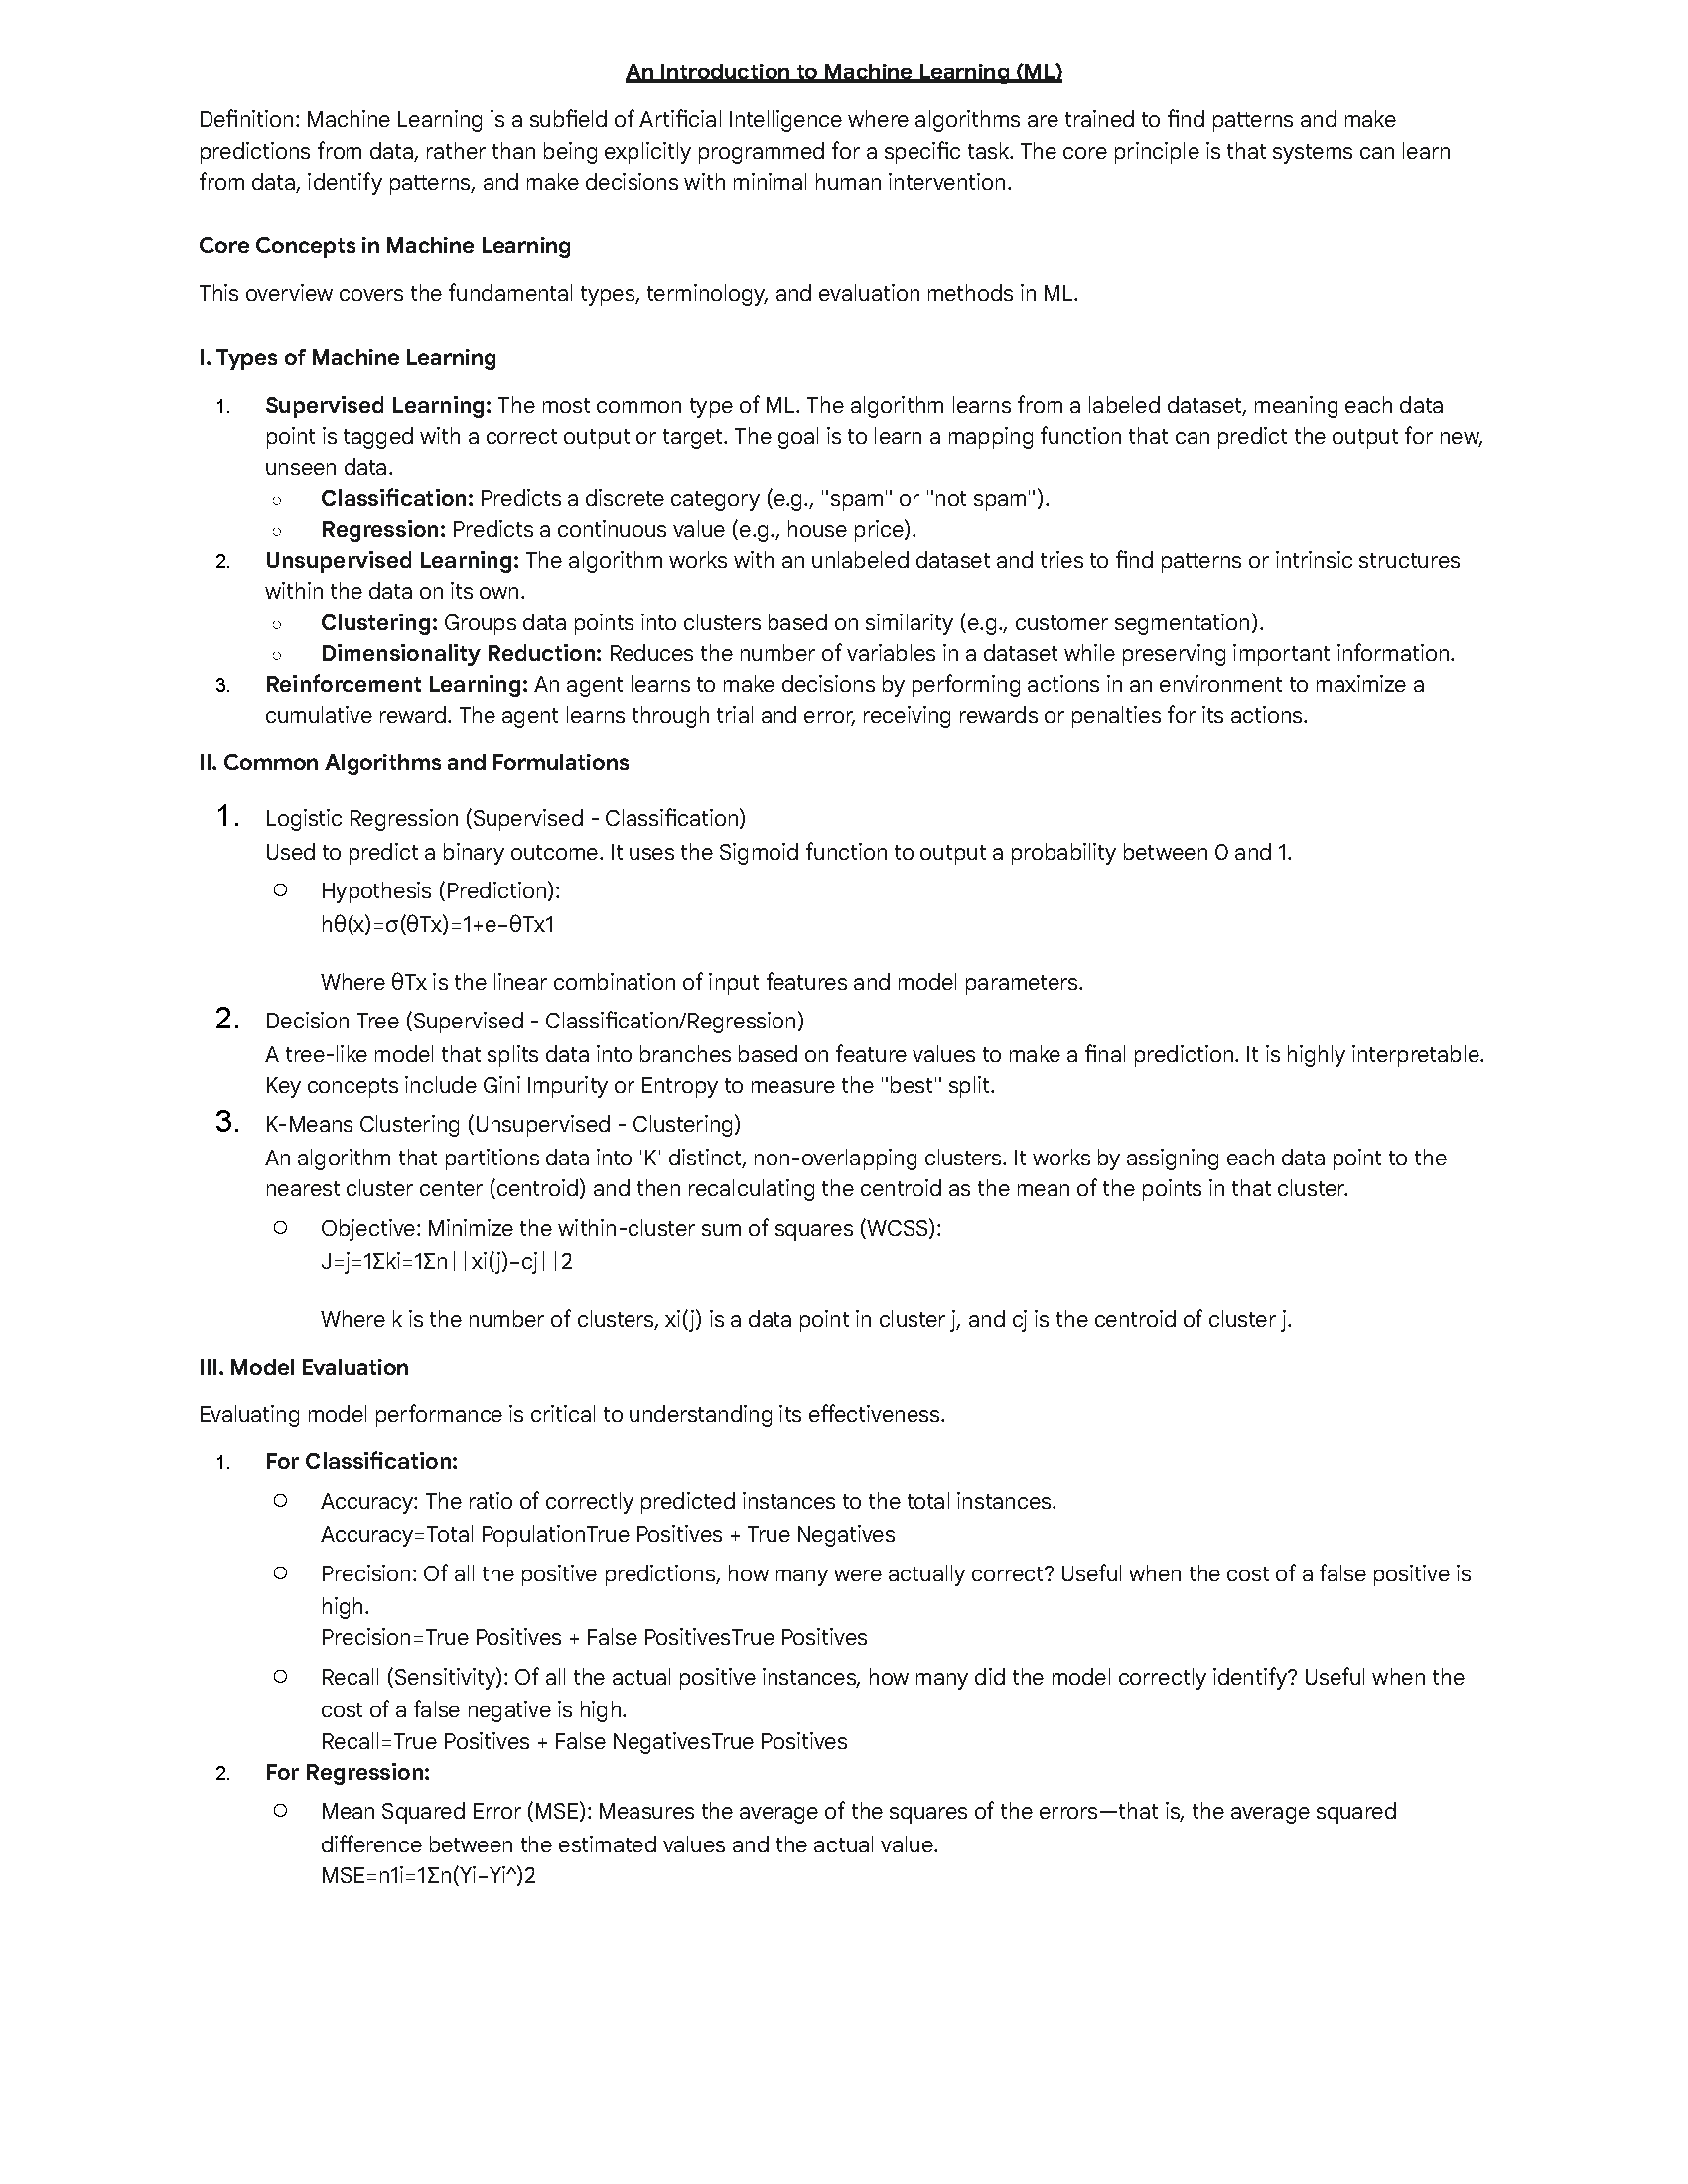 An Introduction to Machine Learning (ML)
Definition: Machine Learning is a subfield of Artificial Intelligence where algorithms are trained to find patterns and make
predictions from data, rather than being explicitly programmed for a specific task. The core principle is that systems can learn
from data, identify patterns, and make decisions with minimal human intervention.
Core Concepts in Machine Learning
This overview covers the fundamental types, terminology, and evaluation methods in ML.
I. Types of Machine Learning
1. Supervised Learning: The most common type of ML. The algorithm learns from a labeled dataset, meaning each data
point is tagged with a correct output or target. The goal is to learn a mapping function that can predict the output for new,
unseen data.
○ Classification: Predicts a discrete category (e.g., "spam" or "not spam").
○ Regression: Predicts a continuous value (e.g., house price).
2. Unsupervised Learning: The algorithm works with an unlabeled dataset and tries to find patterns or intrinsic structures
within the data on its own.
○ Clustering: Groups data points into clusters based on similarity (e.g., customer segmentation).
○ Dimensionality Reduction: Reduces the number of variables in a dataset while preserving important information.
3. Reinforcement Learning: An agent learns to make decisions by performing actions in an environment to maximize a
cumulative reward. The agent learns through trial and error, receiving rewards or penalties for its actions.
II. Common Algorithms and Formulations
1. Logistic Regression (Supervised - Classification)
Used to predict a binary outcome. It uses the Sigmoid function to output a probability between 0 and 1.
○ Hypothesis (Prediction):
hθ(x)=σ(θTx)=1+e−θTx1
Where θTx is the linear combination of input features and model parameters.
2. Decision Tree (Supervised - Classification/Regression)
A tree-like model that splits data into branches based on feature values to make a final prediction. It is highly interpretable.
Key concepts include Gini Impurity or Entropy to measure the "best" split.
3. K-Means Clustering (Unsupervised - Clustering)
An algorithm that partitions data into 'K' distinct, non-overlapping clusters. It works by assigning each data point to the
nearest cluster center (centroid) and then recalculating the centroid as the mean of the points in that cluster.
○ Objective: Minimize the within-cluster sum of squares (WCSS):
J=j=1Σki=1Σn||xi(j)−cj||2
Where k is the number of clusters, xi(j) is a data point in cluster j, and cj is the centroid of cluster j.
III. Model Evaluation
Evaluating model performance is critical to understanding its effectiveness.
1. For Classification:
○ Accuracy: The ratio of correctly predicted instances to the total instances.
Accuracy=Total PopulationTrue Positives + True Negatives
○ Precision: Of all the positive predictions, how many were actually correct? Useful when the cost of a false positive is
high.
Precision=True Positives + False PositivesTrue Positives
○ Recall (Sensitivity): Of all the actual positive instances, how many did the model correctly identify? Useful when the
cost of a false negative is high.
Recall=True Positives + False NegativesTrue Positives
2. For Regression:
○ Mean Squared Error (MSE): Measures the average of the squares of the errors—that is, the average squared
difference between the estimated values and the actual value.
MSE=n1i=1Σn(Yi−Yi^)2